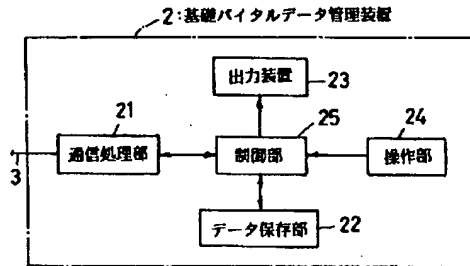 2:基礎バイタルデータ管理装置
出力装置
23
21
25
24
通信処理部
制御部
操作部
3
データ保存部
22